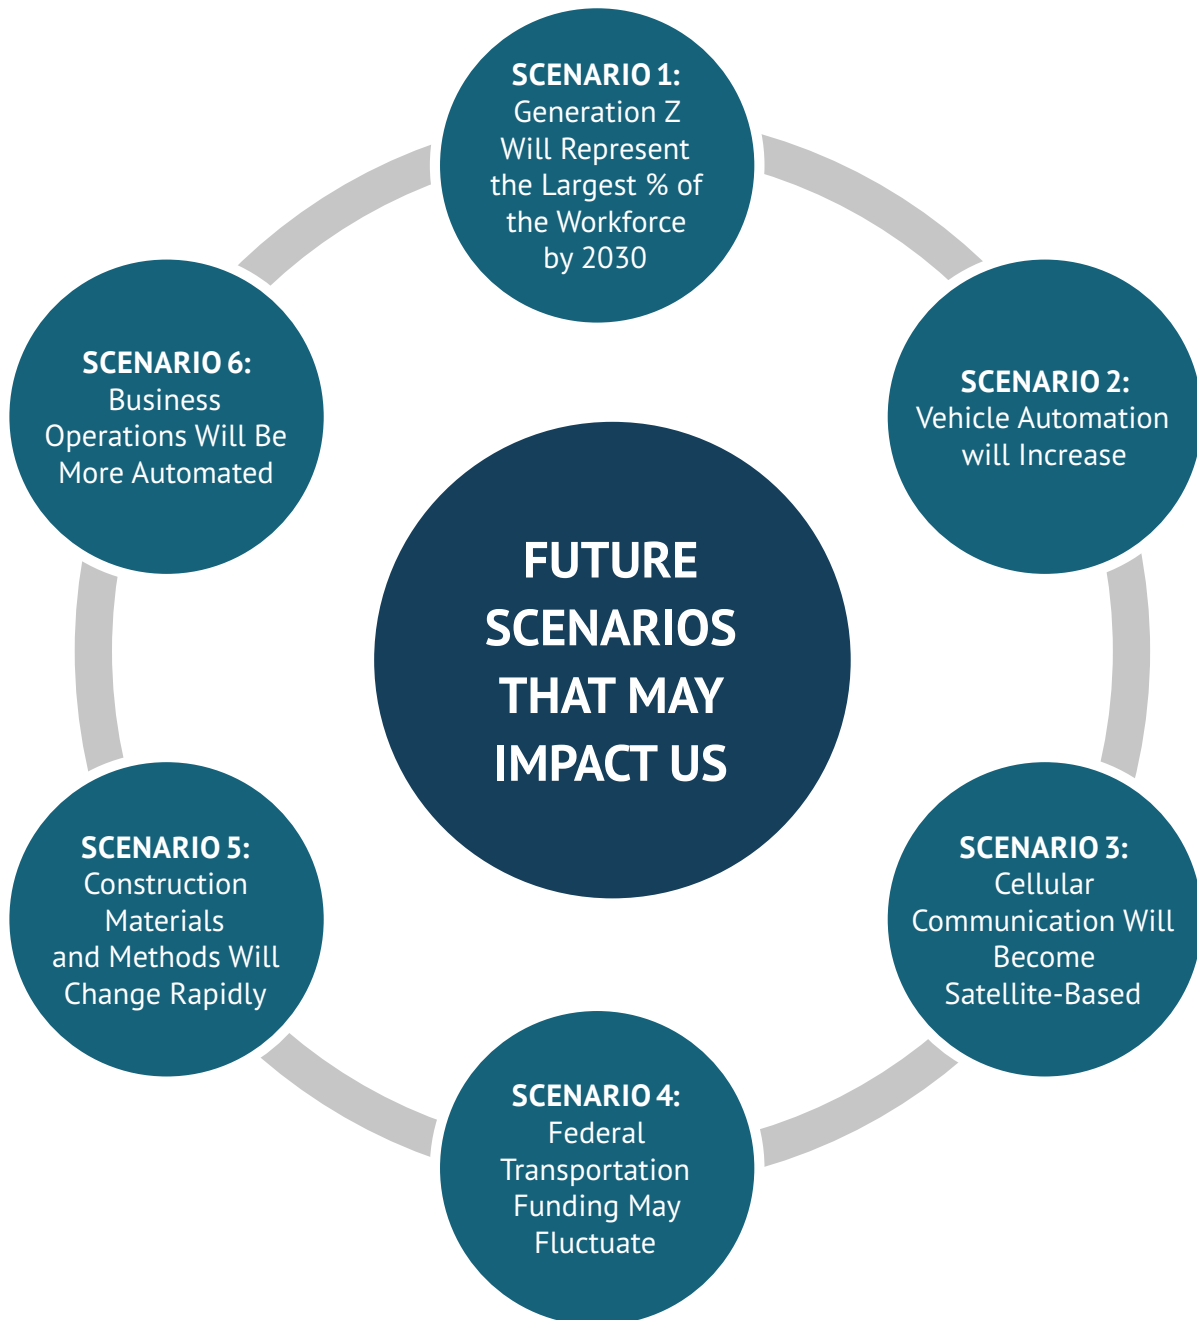 SCENARIO 1:
Generation Z
Will Represent
the Largest % of
the Workforce
by 2030
SCENARIO 2:
Vehicle Automation
will Increase
SCENARIO 3:
Cellular
Communication Will
Become
Satellite-Based
SCENARIO 4:
Federal
Transportation
Funding May
Fluctuate
SCENARIO 5:
Construction
Materials
and Methods Will
Change Rapidly
SCENARIO 6:
Business
Operations Will Be
More Automated
FUTURE
SCENARIOS
THAT MAY
IMPACT US